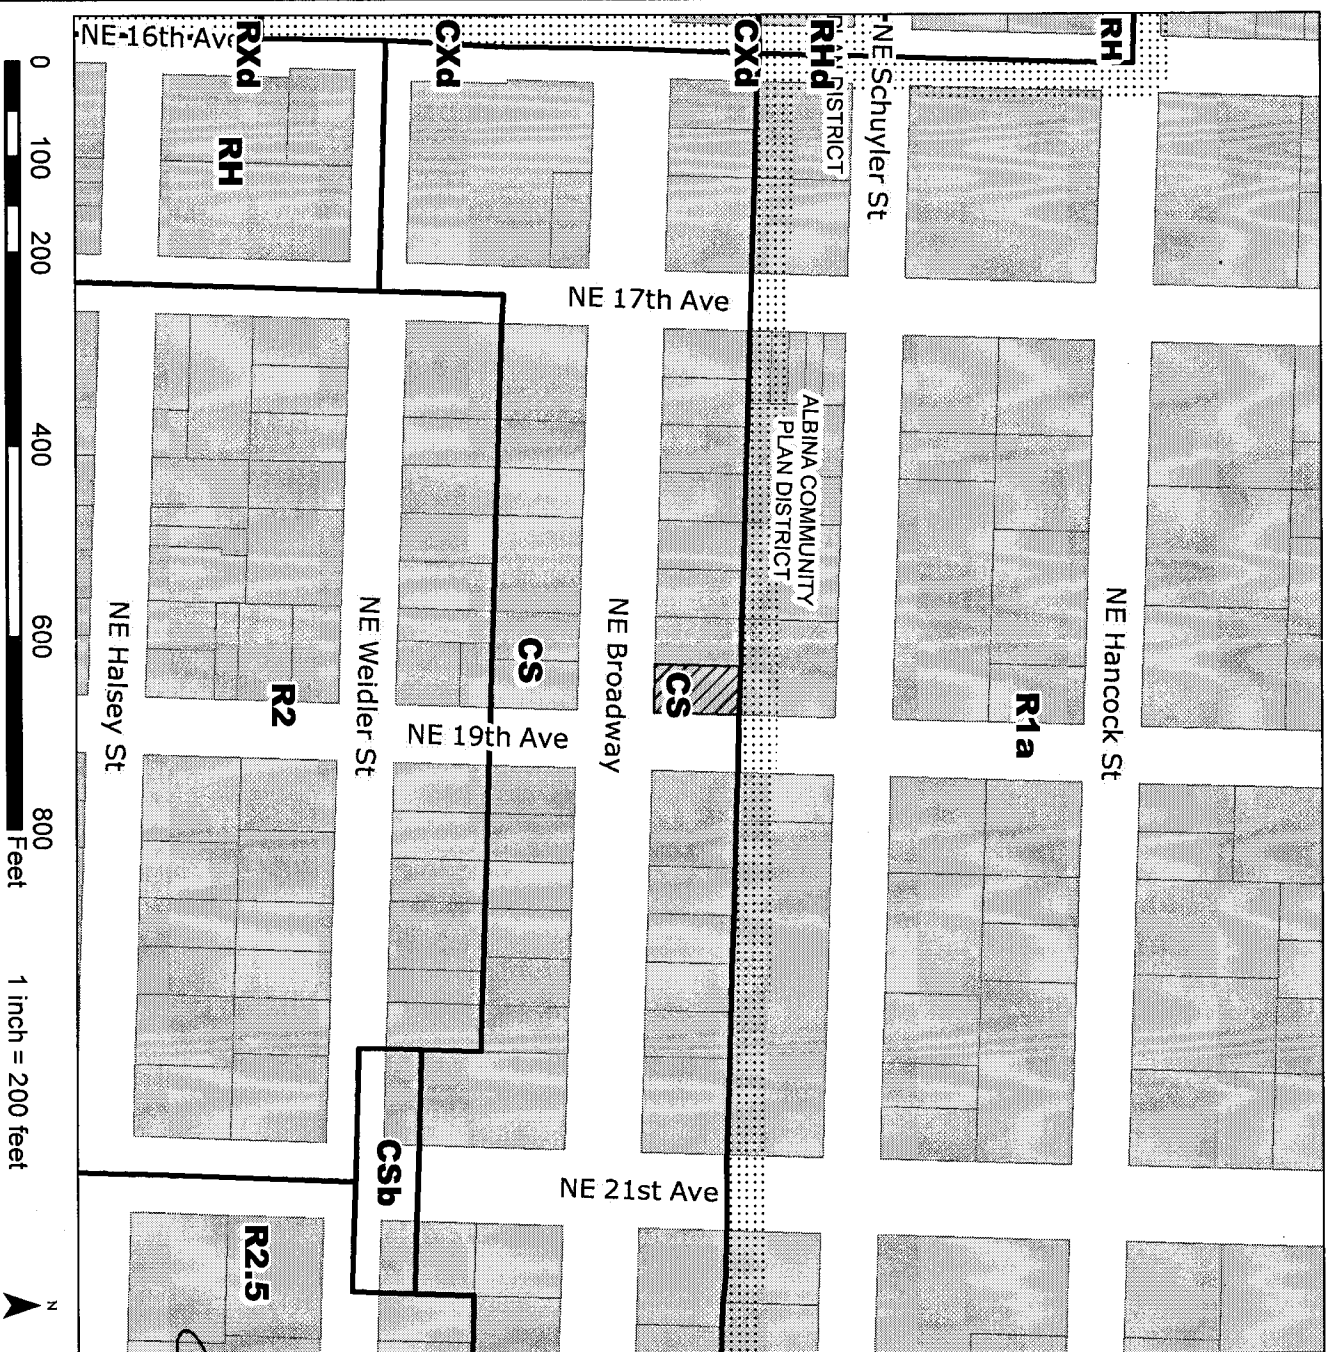 NE 16th Ave
RXd
CXd
CXd
RHd
DISTRICT
NE Schuyler St
RH
RH
NE 17th Ave
ALBINA COMMUNITY
PLAN DISTRICT
CS
CS
R2
R1a
NE Halsey St
NE Weidler St
NE Broadway
NE Hancock St
NE 19th Ave
CSb
NE 21st Ave
R2.5
0
100
200
400
600
800
Feet
1 inch = 200 feet
N